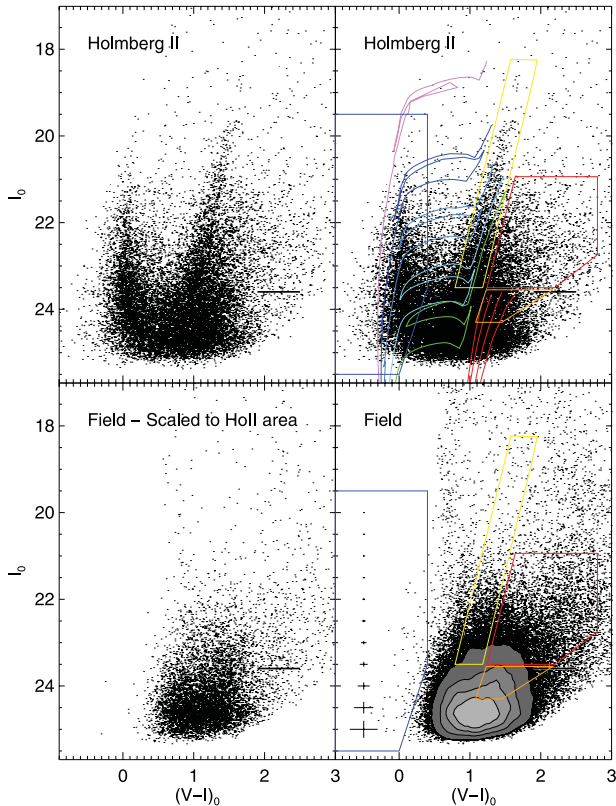 Holmberg II
Holmberg II
18
20
22
24
I₀
Field – Scaled to HoII area
Field
18
20
22
24
I₀
0 1 2 3 0 1 2 3
(V–I)₀ (V–I)₀